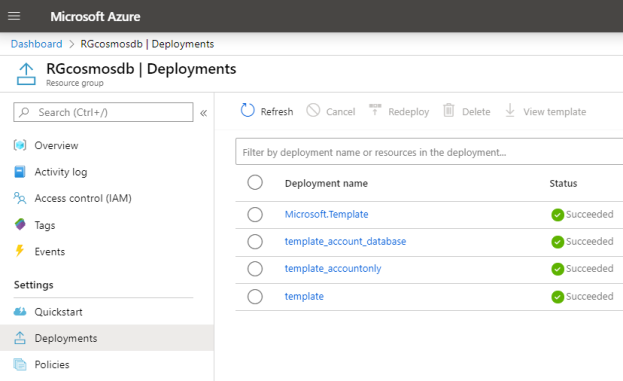 Microsoft Azure
Dashboard > RGcosmosdb | Deployments
RGcosmosdb | Deployments
Resource group
Search (Ctrl+/)
«
Refresh Cancel Redeploy Delete View template
Overview
Activity log
Access control (IAM)
Tags
Events
Settings
Quickstart
Deployments
Policies
Filter by deployment name or resources in the deployment...
Deployment name Status
Microsoft.Template Succeeded
template_account_database Succeeded
template_accountonly Succeeded
template Succeeded